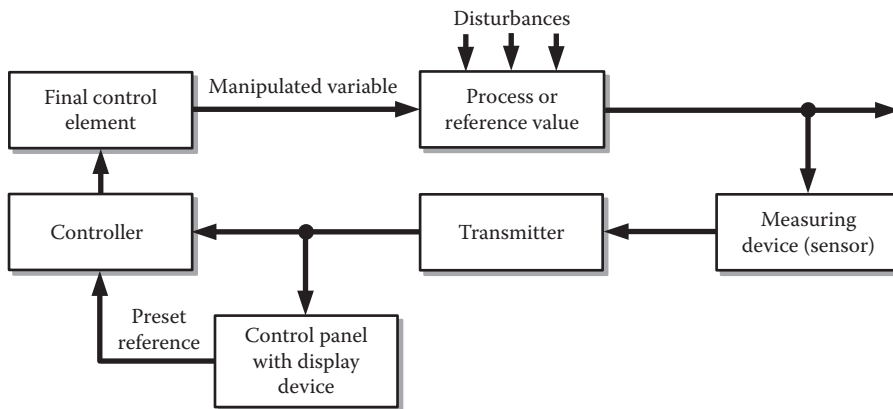 Disturbances
Final control
element
Manipulated variable
Process or
reference value
Controller
Transmitter
Measuring
device (sensor)
Preset
reference
Control panel
with display
device